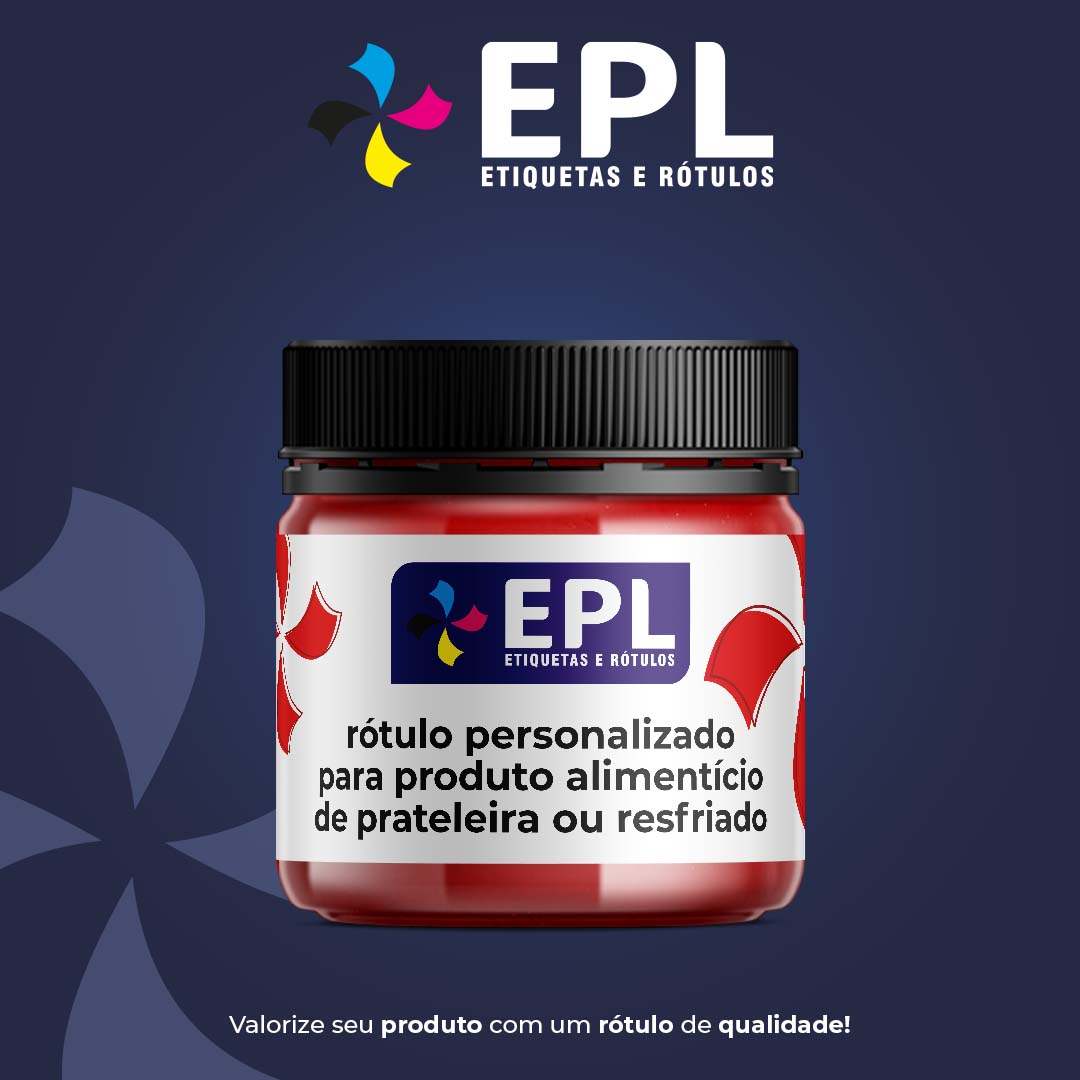 EPL
ETIQUETAS E RÓTULOS
EPL
ETIQUETAS E RÓTULOS
rótulo personalizado
para produto alimentício
de prateleira ou resfriado
Valorize seu produto com um rótulo de qualidade!